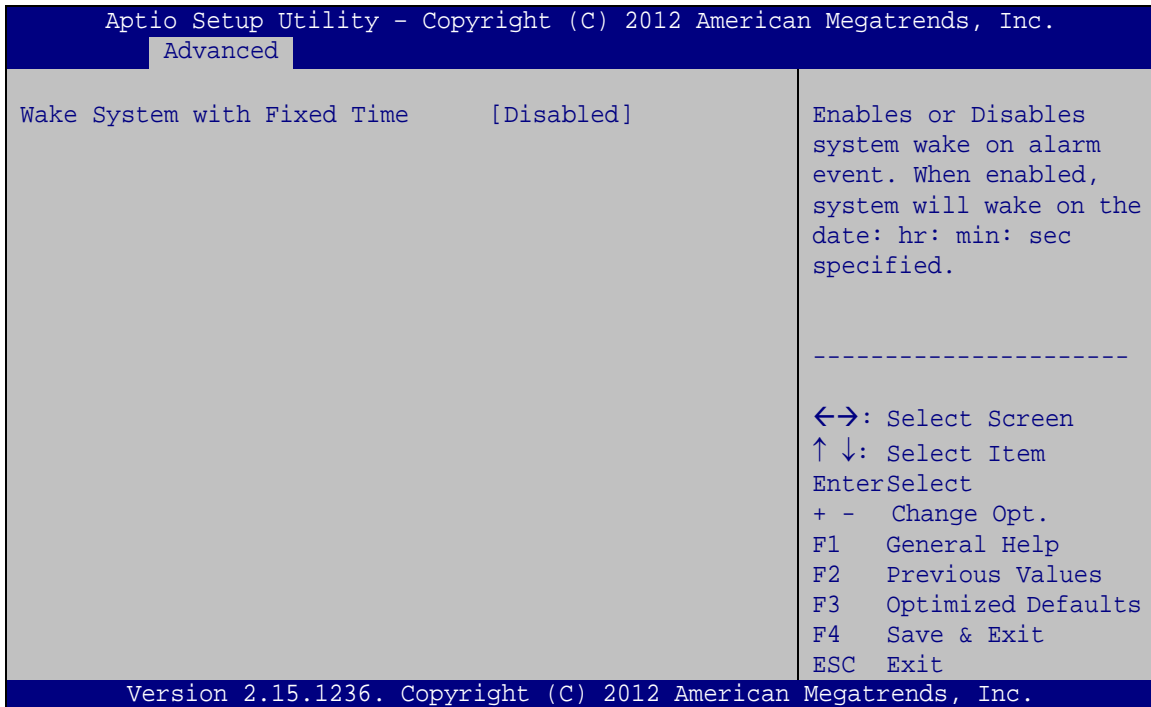 Aptio Setup Utility – Copyright (C) 2012 American Megatrends, Inc.
Advanced
Wake System with Fixed Time [Disabled]
Enables or Disables
system wake on alarm
event. When enabled,
system will wake on the
date: hr: min: sec
specified.
----------------------
←→: Select Screen
↑ ↓: Select Item
EnterSelect
+ - Change Opt.
F1 General Help
F2 Previous Values
F3 Optimized Defaults
F4 Save & Exit
ESC Exit
Version 2.15.1236. Copyright (C) 2012 American Megatrends, Inc.